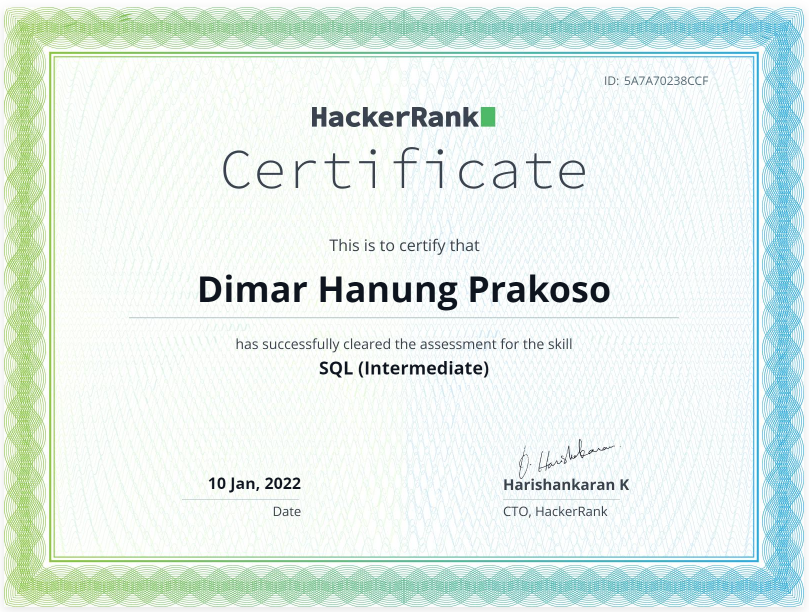 ID: 5A7A70238CCF
HackerRank
Certificate
This is to certify that
Dimar Hanung Prakoso
has successfully cleared the assessment for the skill
SQL (Intermediate)
10 Jan, 2022
Date
Harishankaran K
CTO, HackerRank